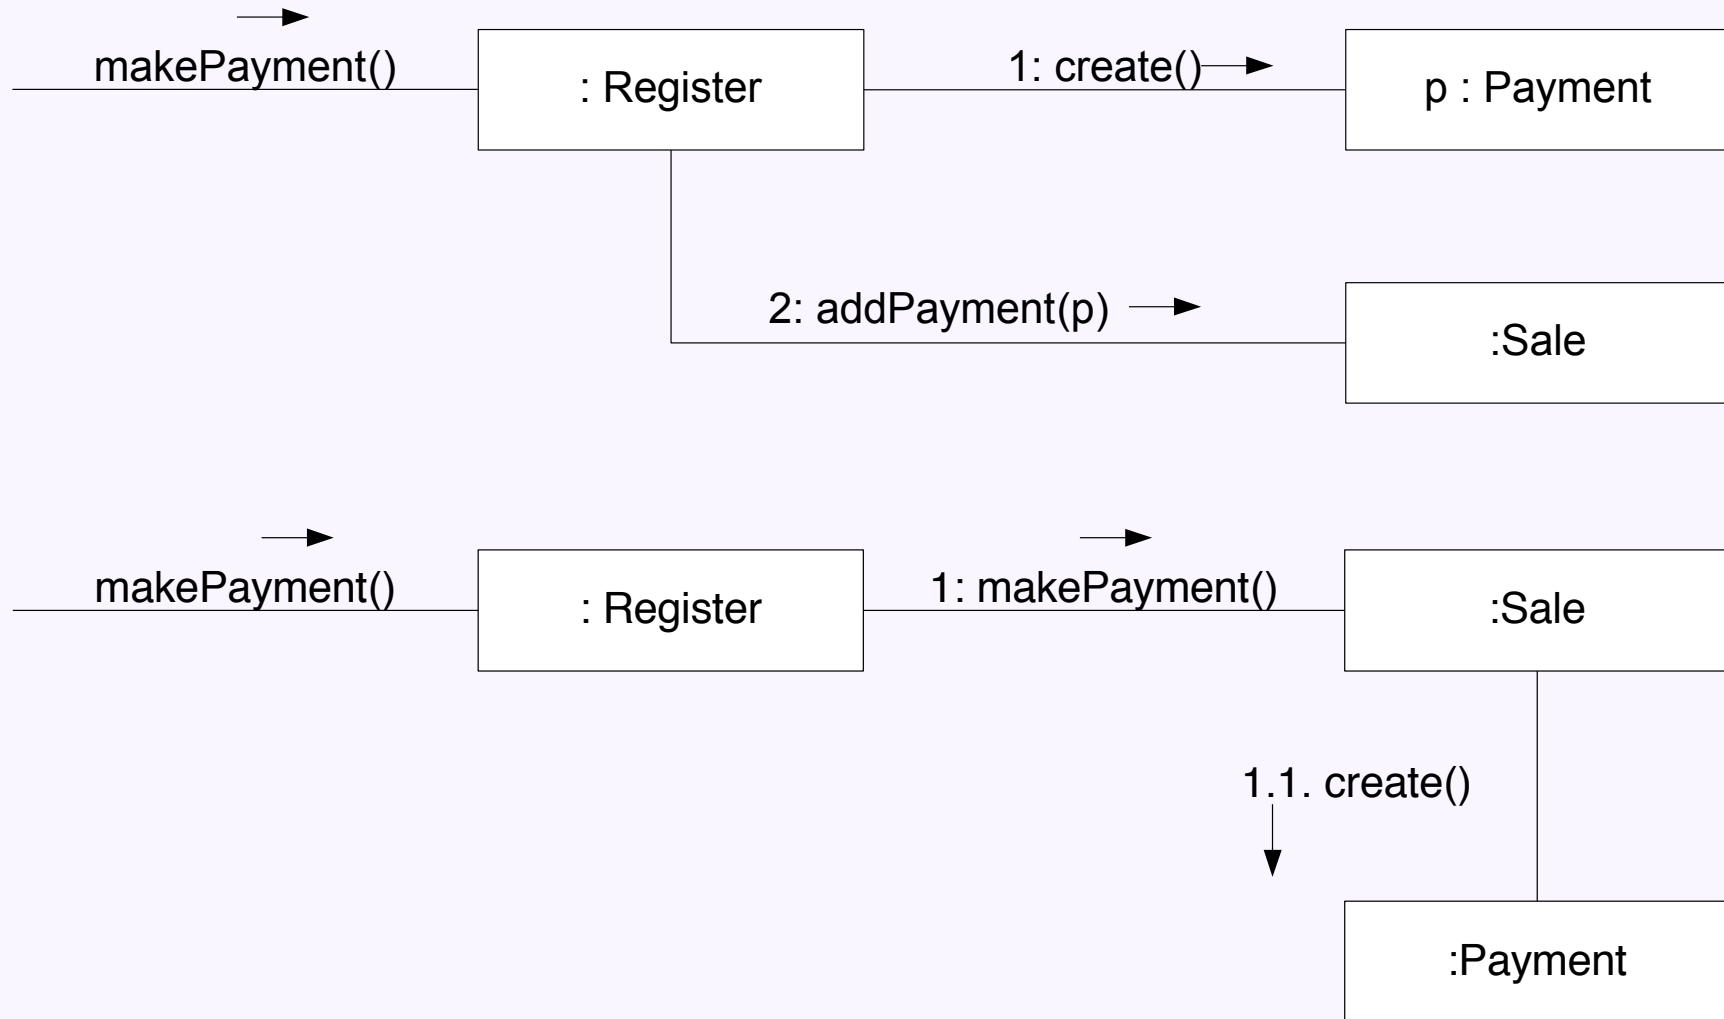 makePayment()
: Register
1: create()
p : Payment
2: addPayment(p)
:Sale
makePayment()
: Register
1: makePayment()
:Sale
1.1. create()
:Payment